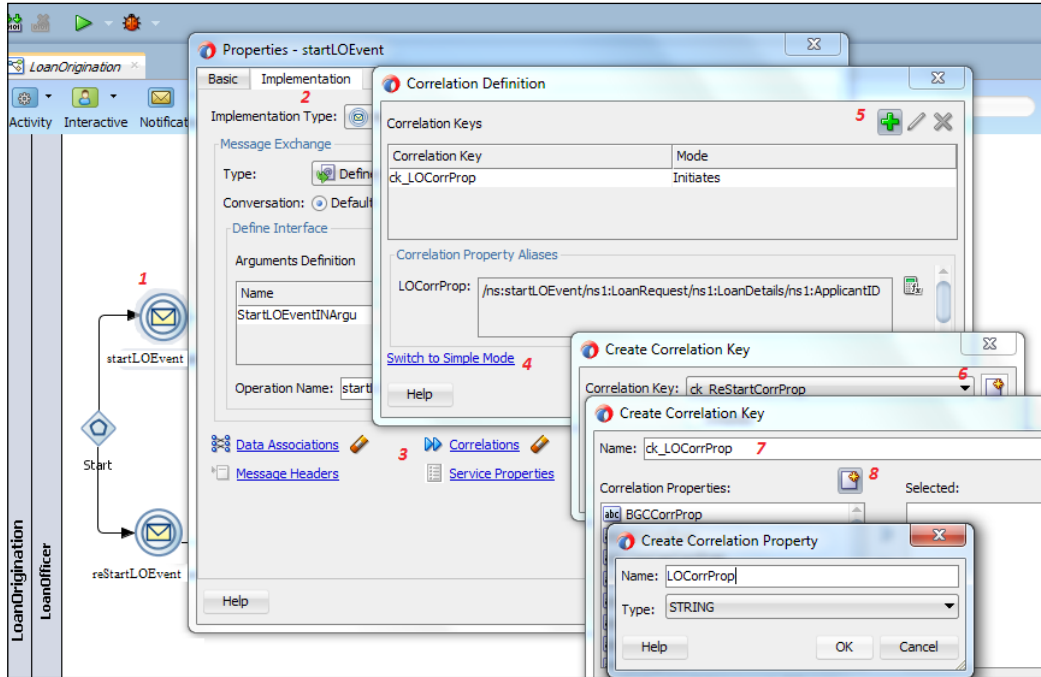 LoanOrigination
Activity
Interactive
Notificat
Properties - startLOEvent
Basic
Implementation
2
Implementation Type:
Message Exchange
Type:
Defin
Conversation:
Default
Define Interface
Arguments Definition
Name
StartLOEventINArgu
Operation Name:
startl
Data Associations
3
Correlations
Message Headers
Service Properties
Help
Correlation Definition
5
Correlation Keys
Correlation Key
Mode
ck_LOCorrProp
Initiates
Correlation Property Aliases
LOCorrProp:
/ns:startLOEvent/ns1:LoanRequest/ns1:LoanDetails/ns1:ApplicantID
Switch to Simple Mode
4
Help
Create Correlation Key
6
Correlation Key:
ck_ReStartCorrProp
Create Correlation Key
Name:
ck_LOCorrProp
7
8
Correlation Properties:
Selected:
abc
BGCCorrProp
Create Correlation Property
Name:
LOCorrProp
Type:
STRING
Help
OK
Cancel
1
startLOEvent
Start
reStartLOEvent
LoanOrigination
LoanOfficer